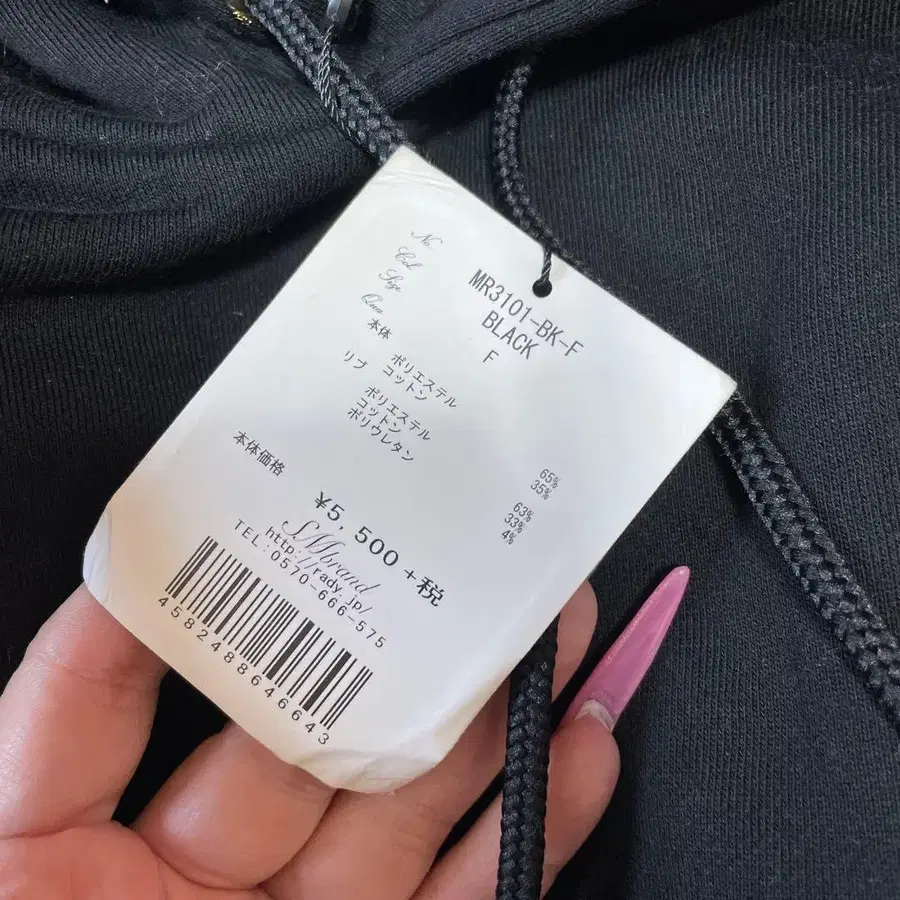 No.
Col
Size
Qua
MR3101-BK-F
BLACK
F
本体
ポリエステル 65%
コットン 35%
リブ
ポリエステル 63%
コットン 33%
ポリウレタン 4%
本体価格
¥5,500 +税
MMbrand
http://rady.jp/
TEL:0570-666-575
4582488646643